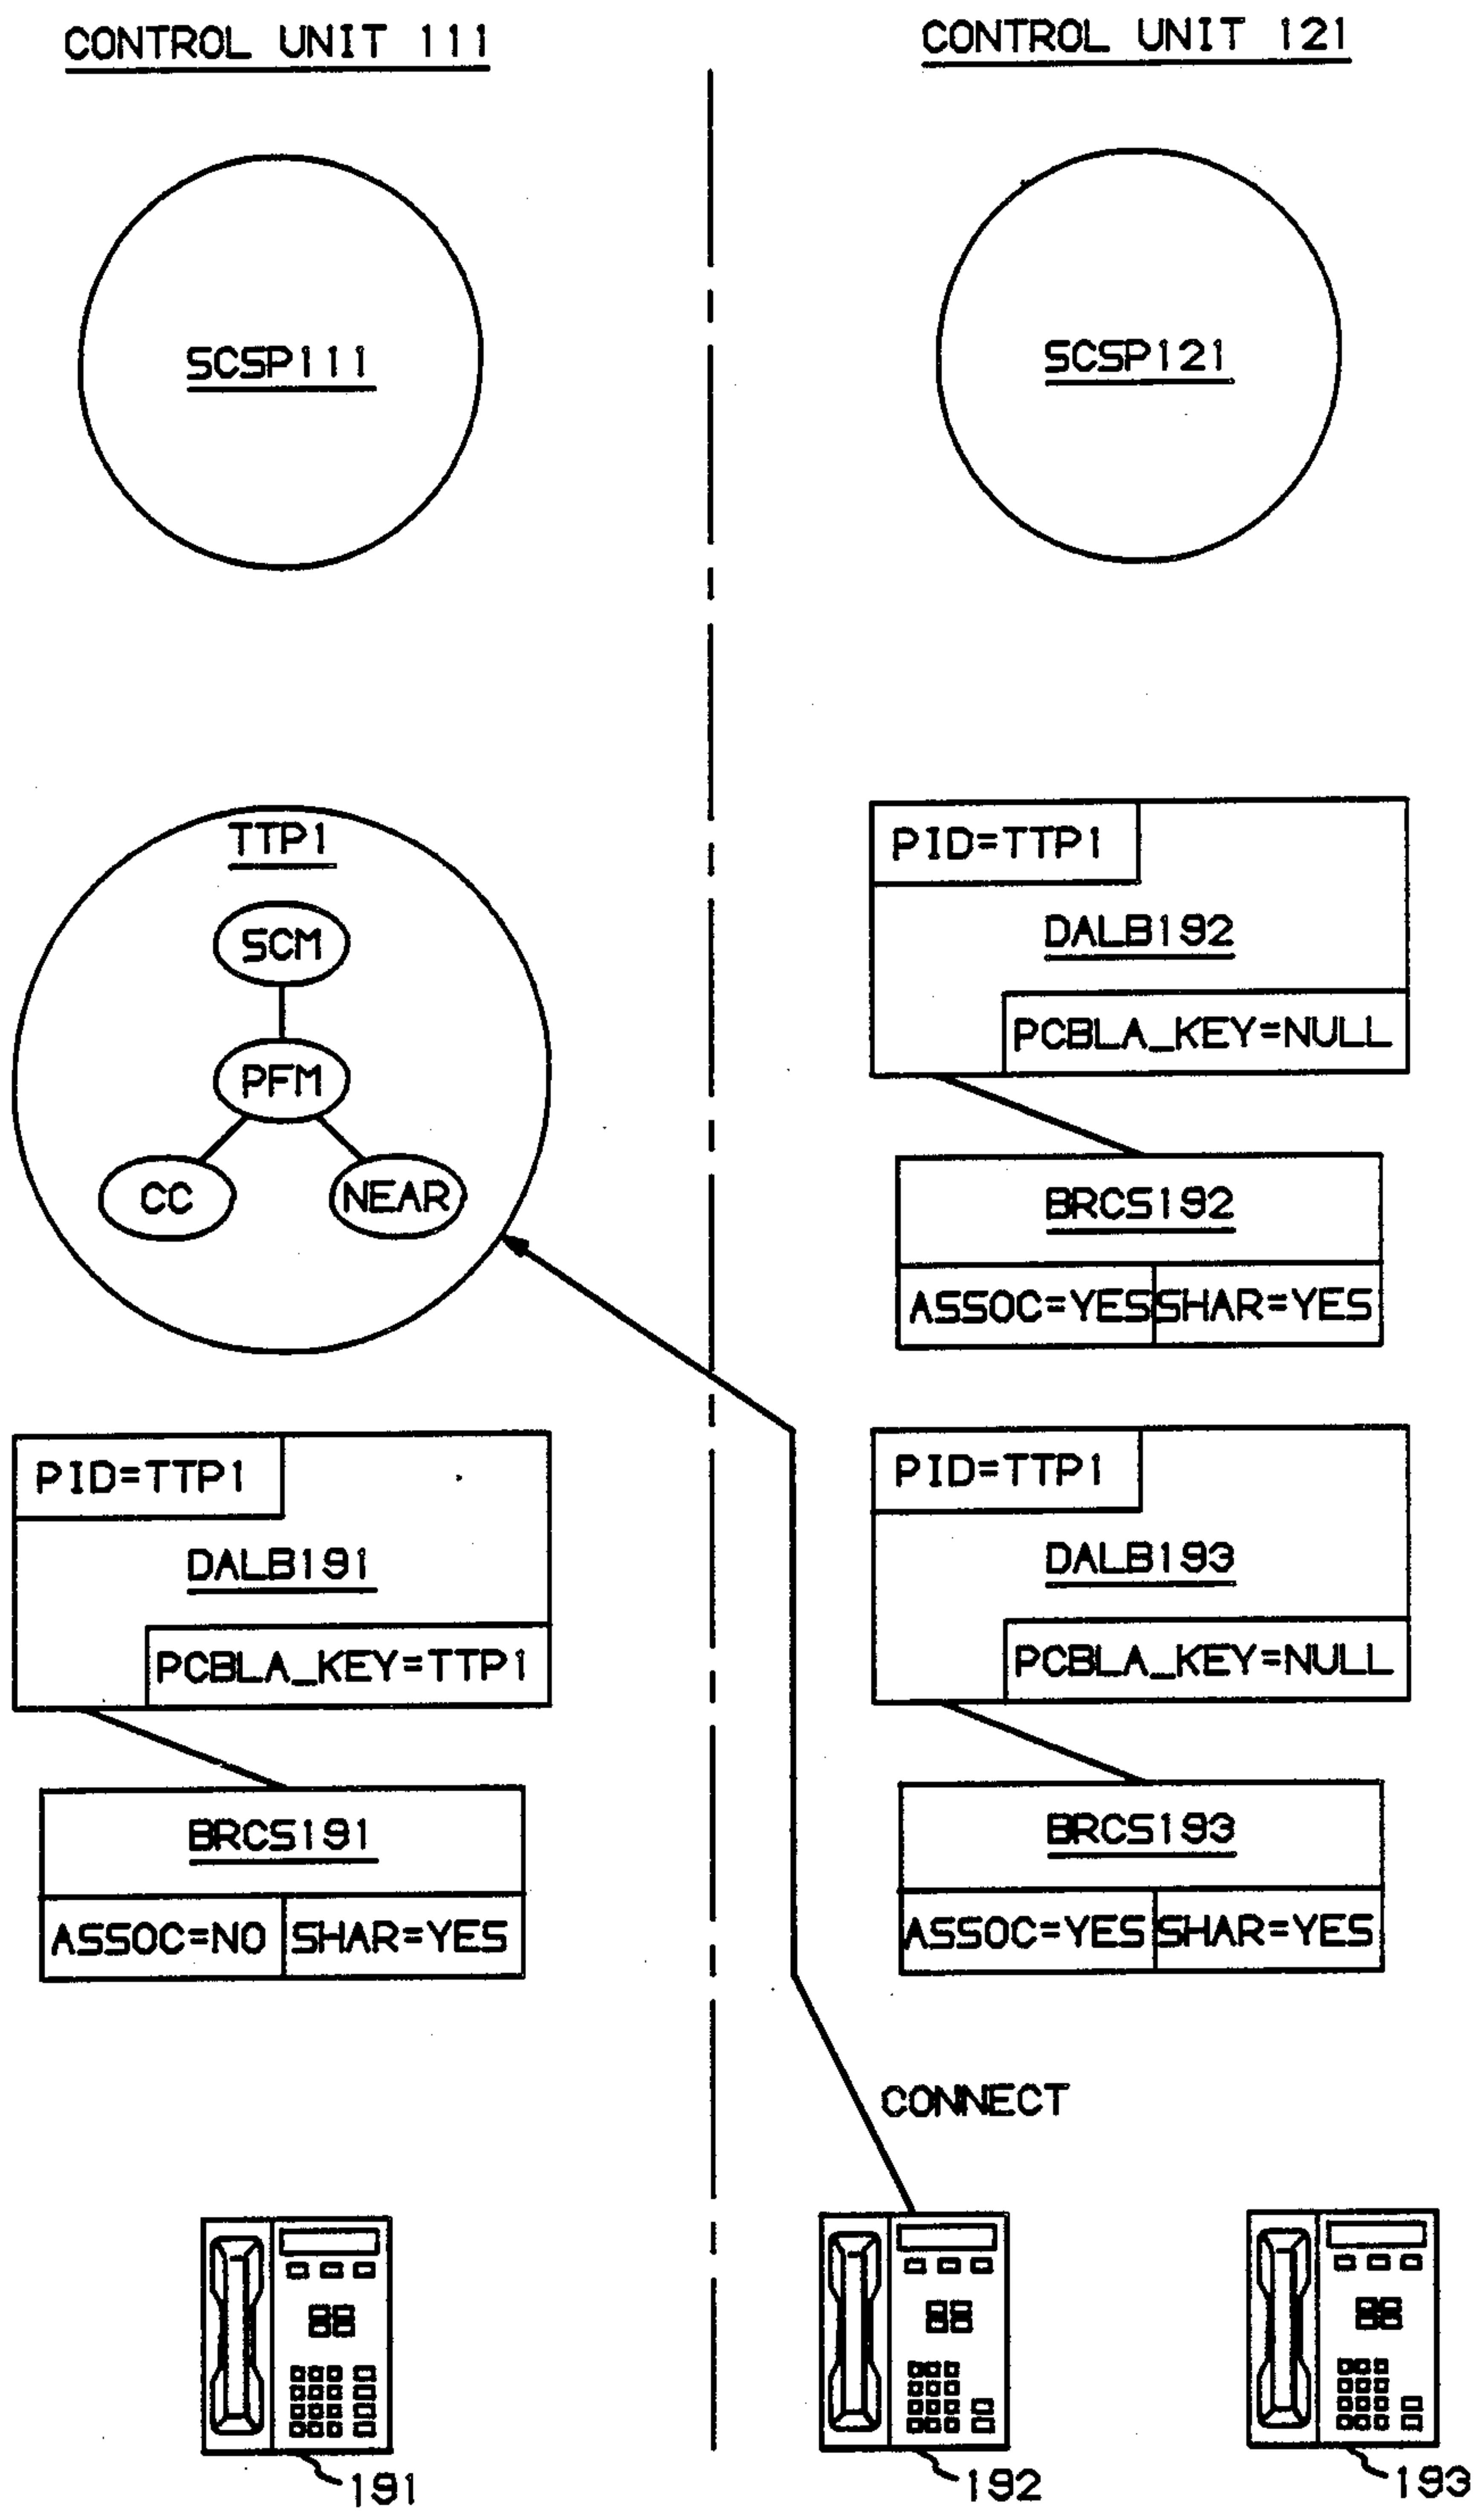 CONTROL UNIT 111
CONTROL UNIT 121
SCSP111
SCSP121
TTP1
SCM
PFM
CC
NEAR
PID=TTP1
DALB192
PCBLA_KEY=NULL
BRCS192
ASSOC=YES
SHAR=YES
PID=TTP1
DALB191
PCBLA_KEY=TTP1
BRCS191
ASSOC=NO
SHAR=YES
PID=TTP1
DALB193
PCBLA_KEY=NULL
BRCS193
ASSOC=YES
SHAR=YES
CONNECT
191
192
193